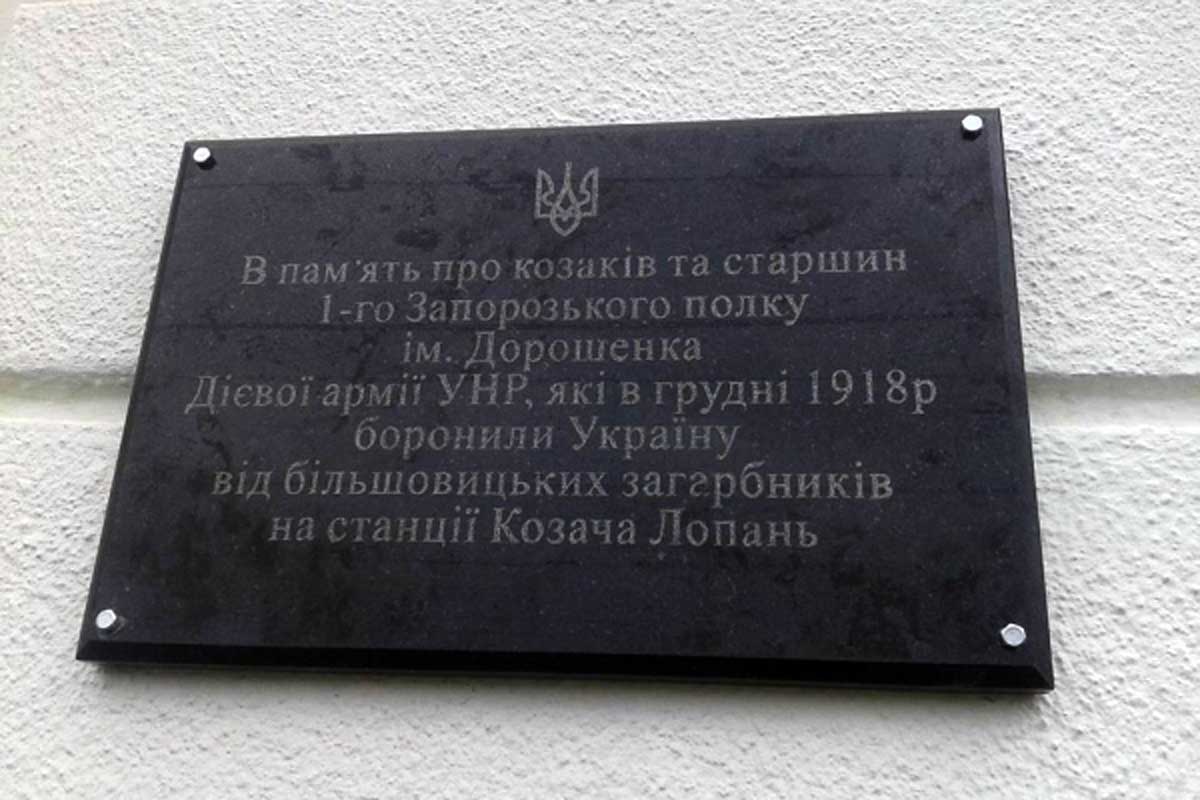 В пам'ять про козаків та старшин
1-го Запорозького полку
ім. Дорошенка
Дієвої армії УНР, які в грудні 1918р
боронили Україну
від більшовицьких загарбників
на станції Козача Лопань